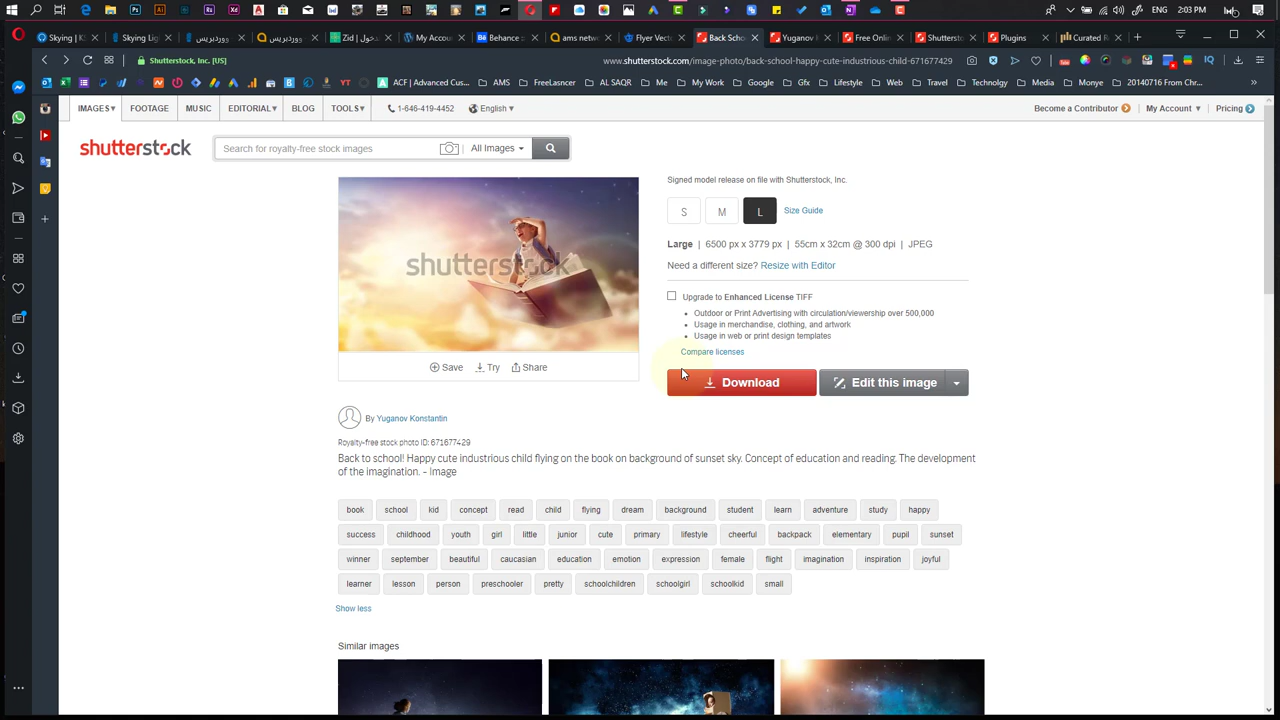 Skying | K
Skying Lig
ووردبريس
ووردبريس
Zid | زد
My Accou
Behance
ams netw
Flyer Vect
Back Scho
Yuganov K
Free Onlin
Shutterste
Plugins
Curated R
ENG 2:03 PM
Shutterstock, Inc. [US]
www.shutterstock.com/image-photo/back-school-happy-cute-industrious-child-671677429
ACF | Advanced Cus...
AMS
FreeLasncer
AL SAQR
Me
My Work
Google
Gfx
Lifestyle
Web
Travel
Technolgy
Media
Monye
20140716 From Chr...
IMAGES
FOOTAGE
MUSIC
EDITORIAL
BLOG
TOOLS
1-646-419-4452
English
Become a Contributor
My Account
Pricing
shutterstock
Search for royalty-free stock images
All Images
shutterstock
Signed model release on file with Shutterstock, Inc.
S M L Size Guide
Large | 6500 px x 3779 px | 55cm x 32cm @ 300 dpi | JPEG
Need a different size? Resize with Editor
Upgrade to Enhanced License TIFF
• Outdoor or Print Advertising with circulation/viewership over 500,000
• Usage in merchandise, clothing, and artwork
• Usage in web or print design templates
Compare licenses
Download
Edit this image
Save Try Share
By Yuganov Konstantin
Royalty-free stock photo ID: 671677429
Back to school! Happy cute industrious child flying on the book on background of sunset sky. Concept of education and reading. The development
of the imagination. - Image
book school kid concept read child flying dream background student learn adventure study happy
success childhood youth girl little junior cute primary lifestyle cheerful backpack elementary pupil sunset
winner september beautiful caucasian education emotion expression female flight imagination inspiration joyful
learner lesson person preschooler pretty schoolchildren schoolgirl schoolkid small
Show less
Similar images